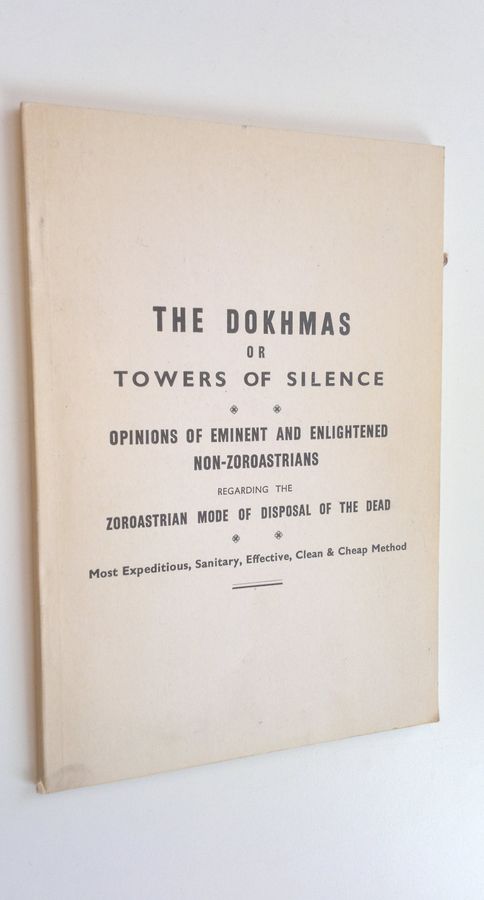 THE DOKHMAS
OR
TOWERS OF SILENCE
OPINIONS OF EMINENT AND ENLIGHTENED
NON-ZOROASTRIANS
REGARDING THE
ZOROASTRIAN MODE OF DISPOSAL OF THE DEAD
Most Expeditious, Sanitary, Effective, Clean & Cheap Method